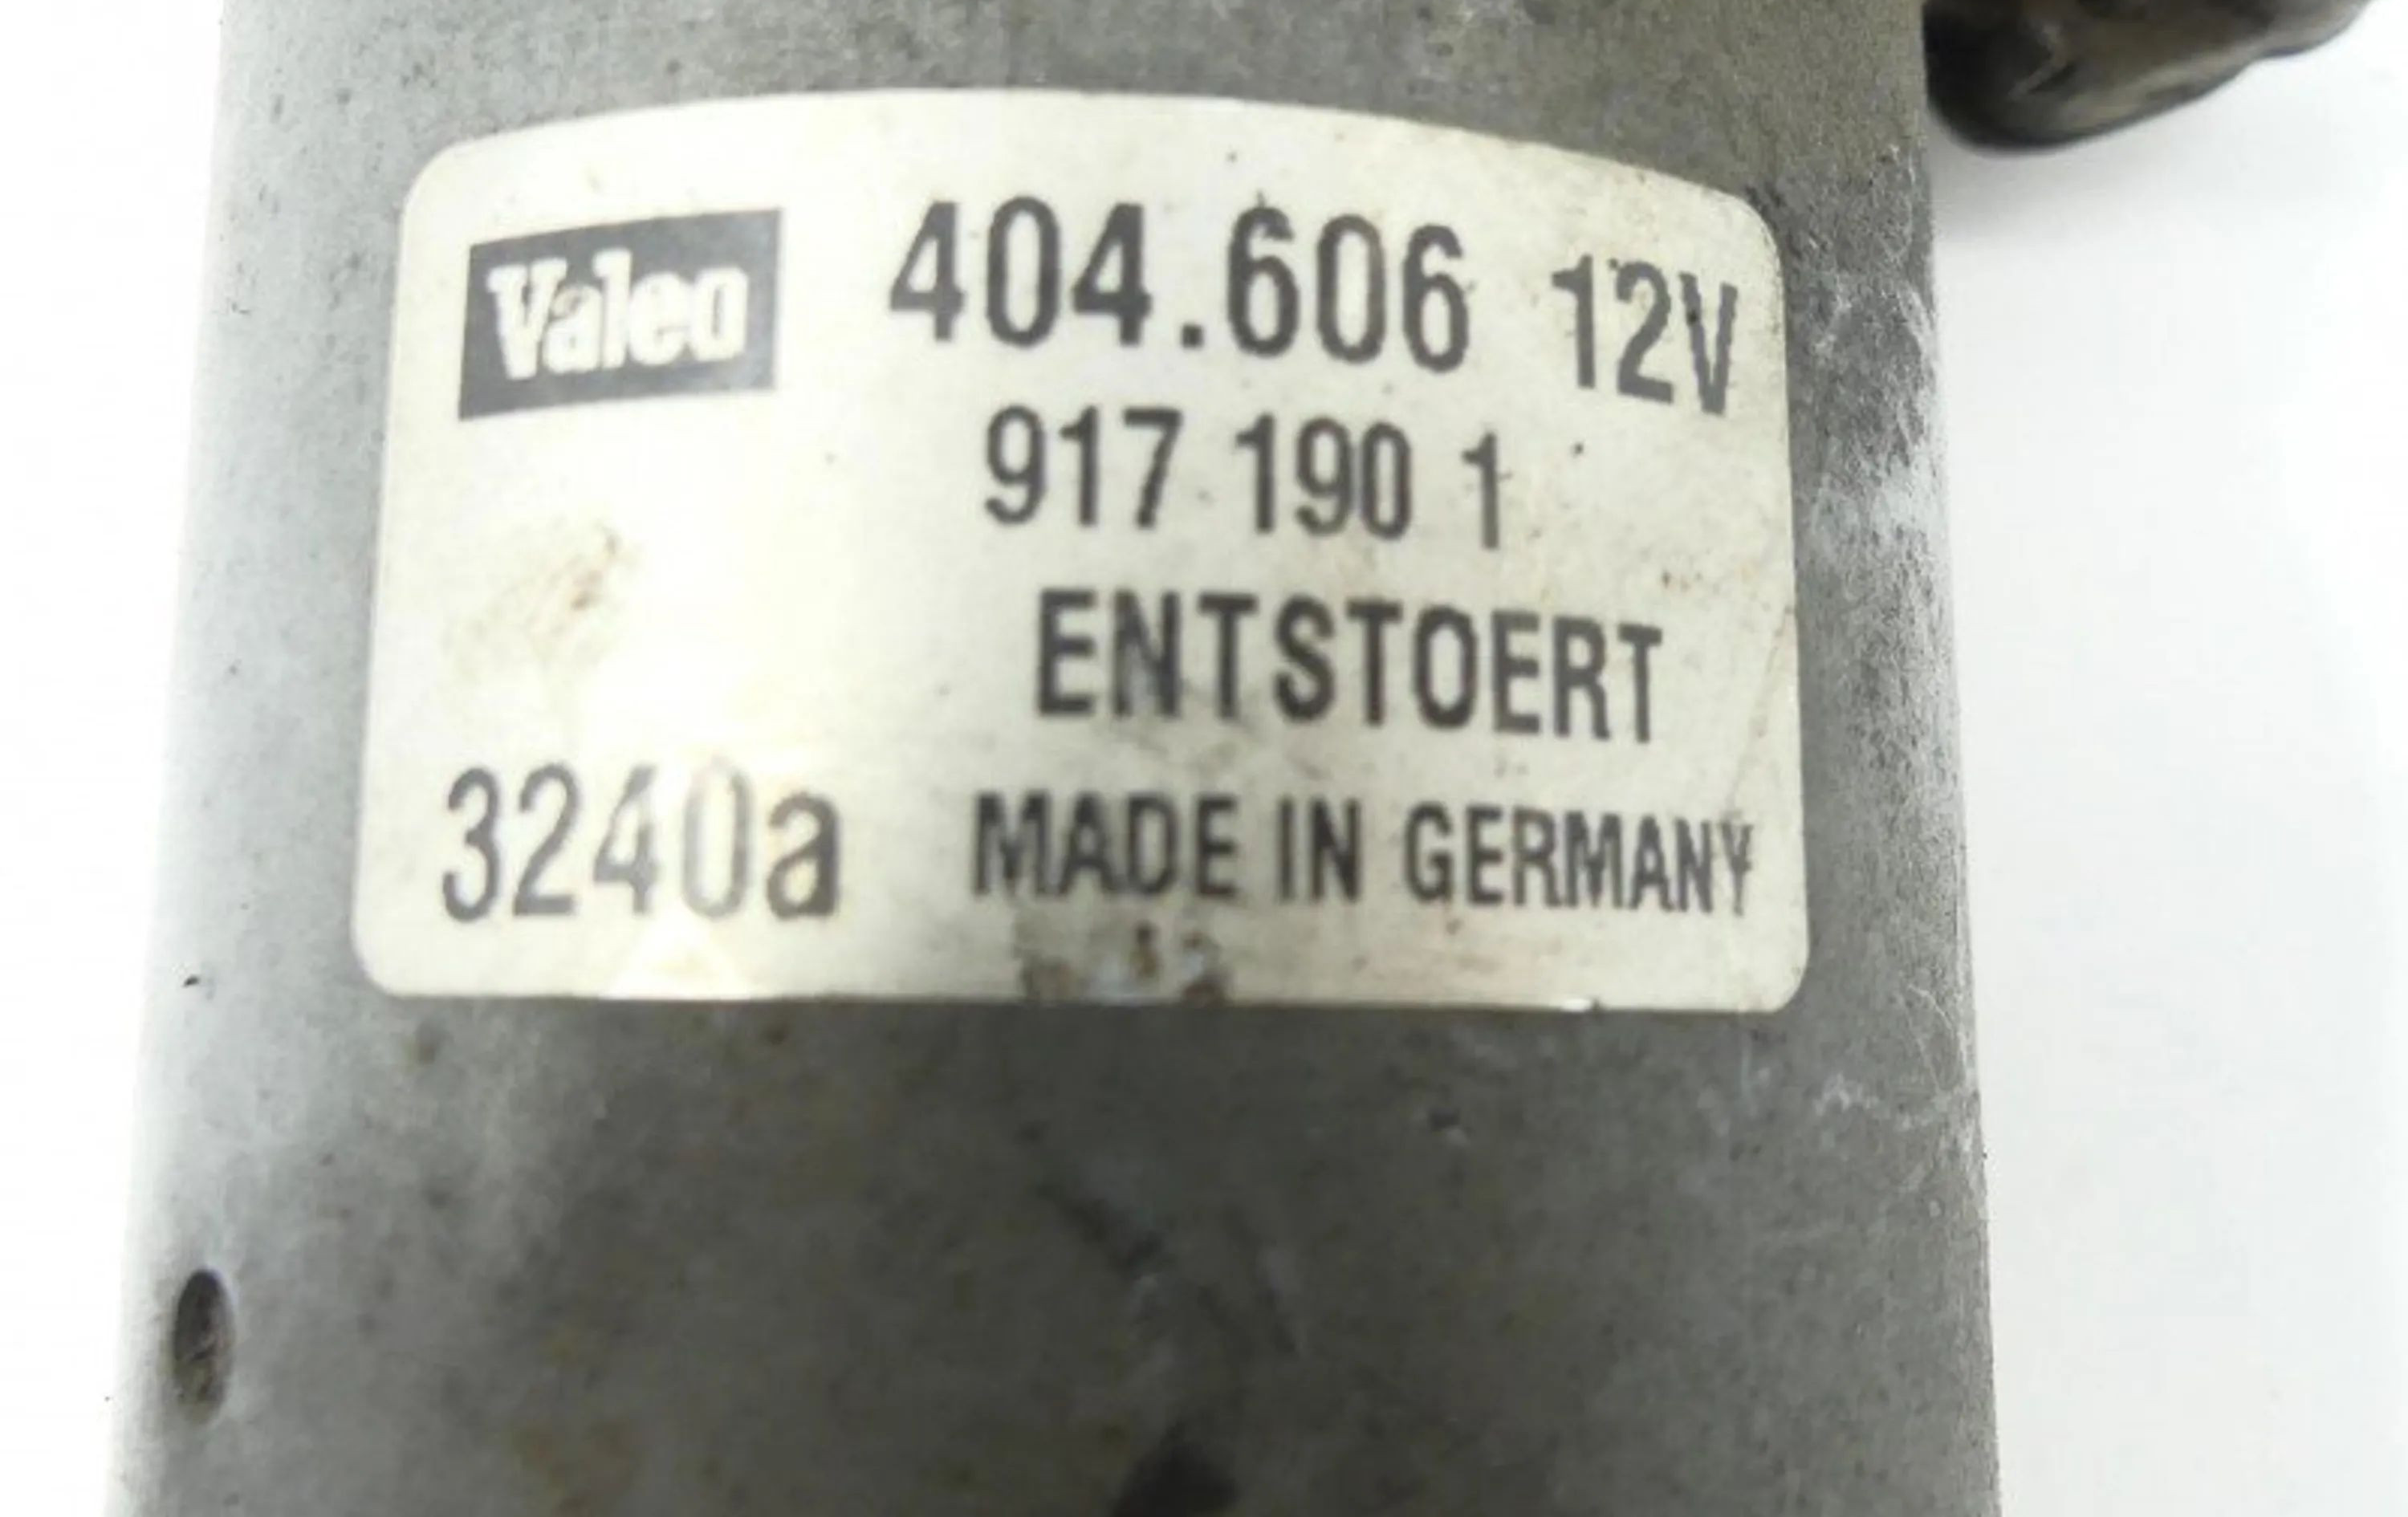 Valeo 404.606 12V
917 190 1
ENTSTOERT
3240a MADE IN GERMANY